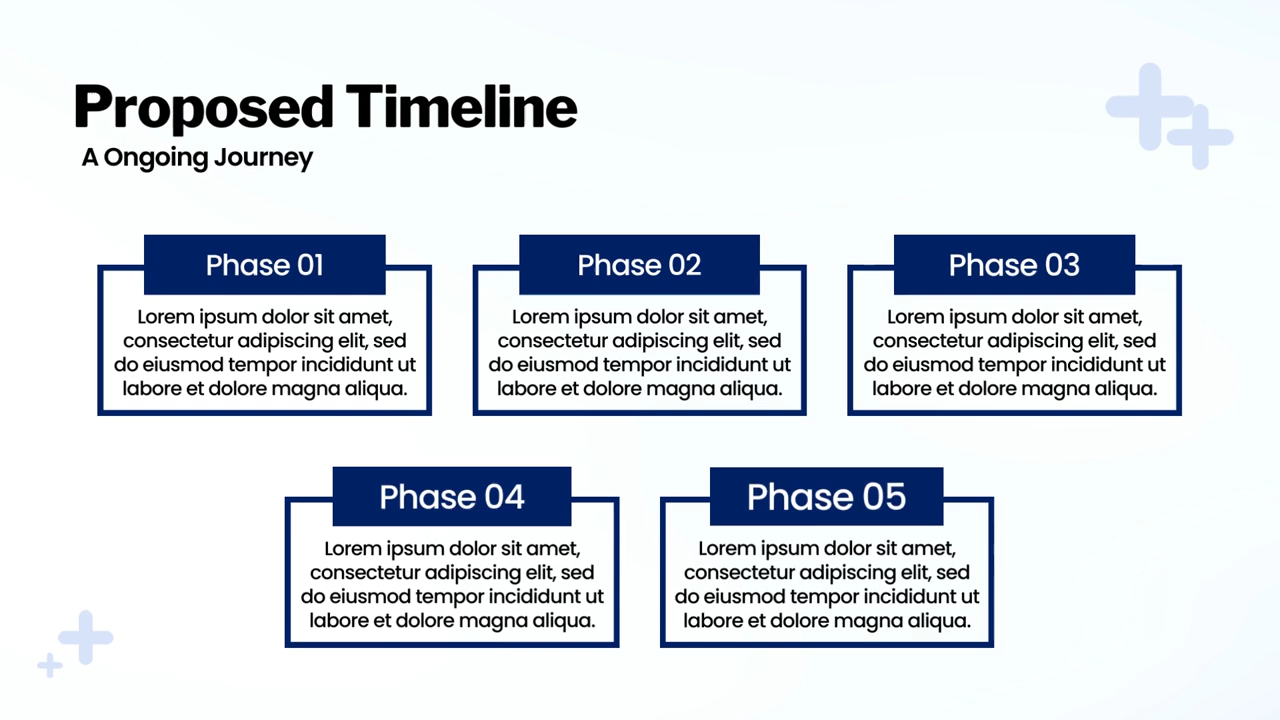 Proposed Timeline
A Ongoing Journey
Phase 01
Lorem ipsum dolor sit amet,
consectetur adipiscing elit, sed
do eiusmod tempor incididunt ut
labore et dolore magna aliqua.
Phase 02
Lorem ipsum dolor sit amet,
consectetur adipiscing elit, sed
do eiusmod tempor incididunt ut
labore et dolore magna aliqua.
Phase 03
Lorem ipsum dolor sit amet,
consectetur adipiscing elit, sed
do eiusmod tempor incididunt ut
labore et dolore magna aliqua.
Phase 04
Lorem ipsum dolor sit amet,
consectetur adipiscing elit, sed
do eiusmod tempor incididunt ut
labore et dolore magna aliqua.
Phase 05
Lorem ipsum dolor sit amet,
consectetur adipiscing elit, sed
do eiusmod tempor incididunt ut
labore et dolore magna aliqua.